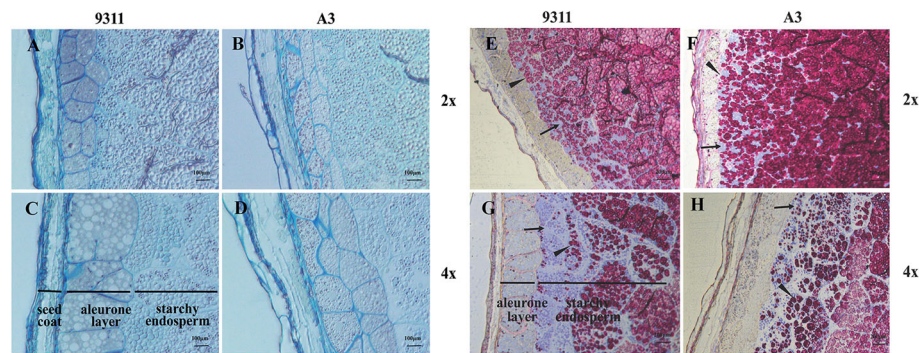 9311 A3 9311 A3
A B E F
2x 2x
100μm 100μm 100μm
C D G H
4x 4x
seed coat aleurone layer starchy endosperm
aleurone layer starchy endosperm
100μm 100μm